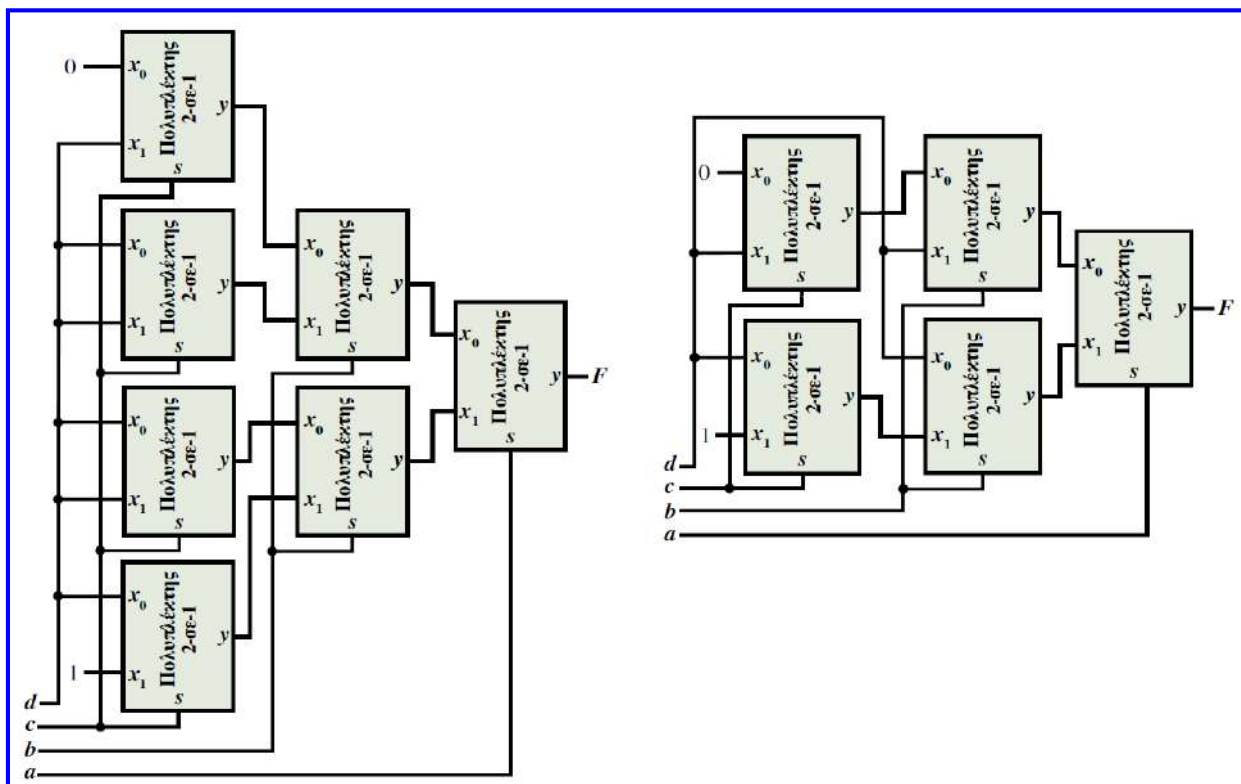 0
x₀
x₁
s
y
Πολυπλέκτης
2-σε-1
x₀
x₁
s
y
Πολυπλέκτης
2-σε-1
x₀
x₁
s
y
Πολυπλέκτης
2-σε-1
x₀
1
x₁
s
y
Πολυπλέκτης
2-σε-1
x₀
x₁
s
y
Πολυπλέκτης
2-σε-1
x₀
x₁
s
y
Πολυπλέκτης
2-σε-1
x₀
x₁
s
y
F
Πολυπλέκτης
2-σε-1
d
c
b
a
0
x₀
x₁
s
y
Πολυπλέκτης
2-σε-1
x₀
1
x₁
s
y
Πολυπλέκτης
2-σε-1
x₀
x₁
s
y
Πολυπλέκτης
2-σε-1
x₀
x₁
s
y
Πολυπλέκτης
2-σε-1
x₀
x₁
s
y
F
Πολυπλέκτης
2-σε-1
d
c
b
a